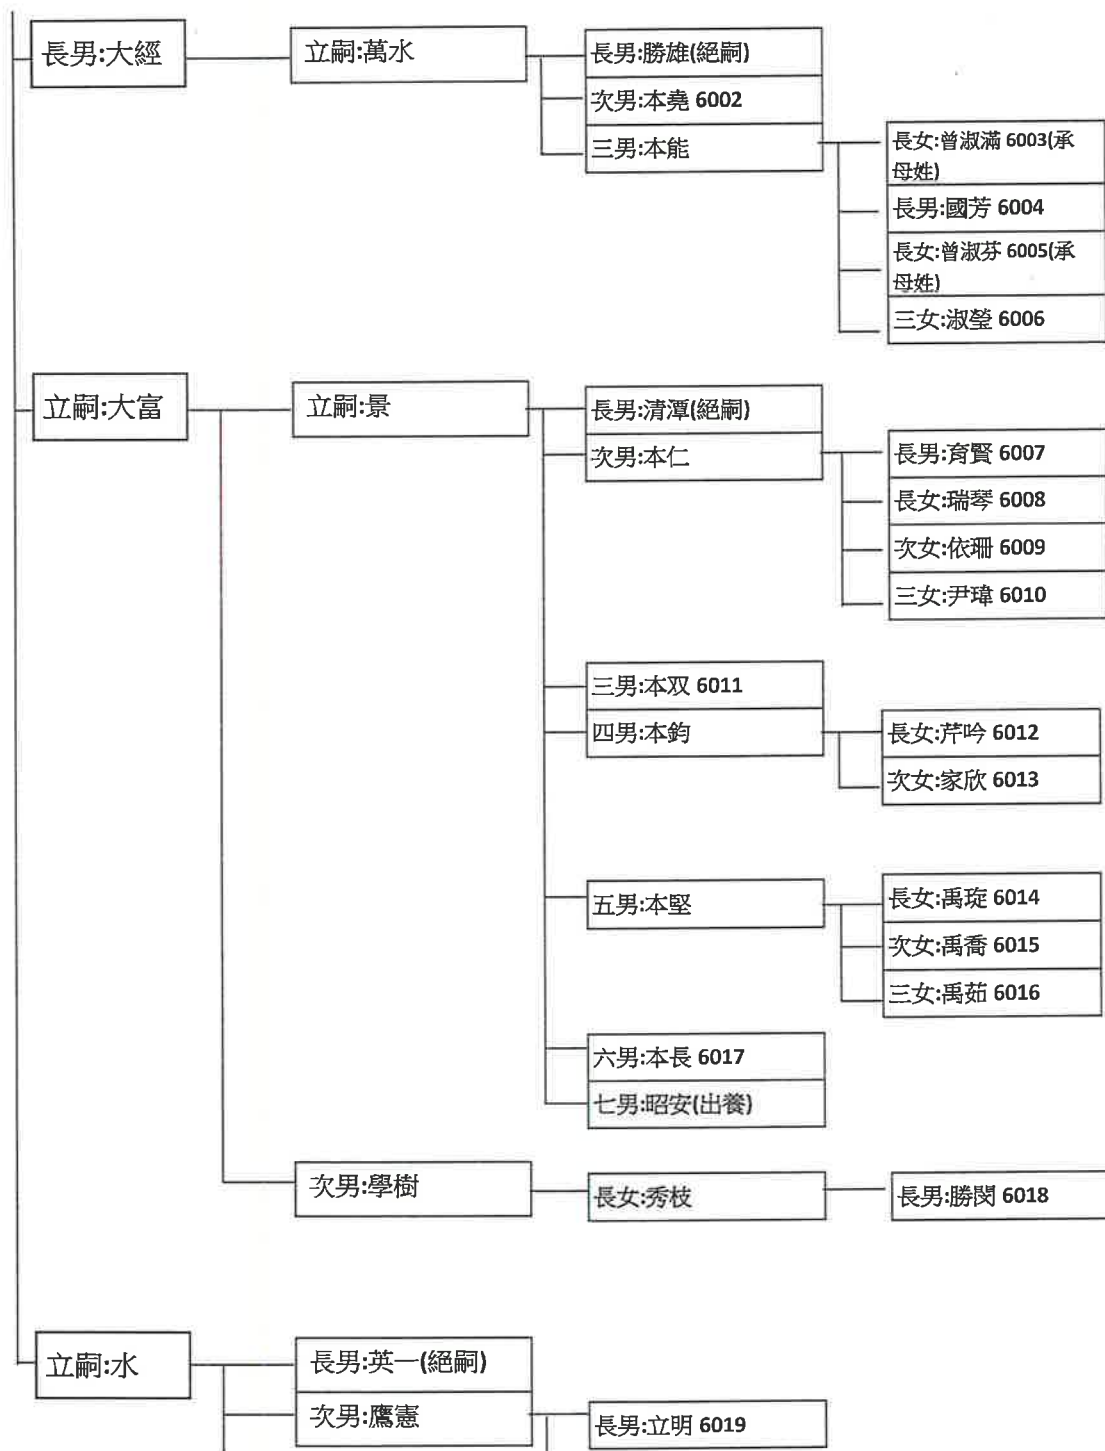 長男:大經
立嗣:萬水
長男:勝雄(絕嗣)
次男:本堯 6002
三男:本能
長女:曾淑滿 6003(承
母姓)
長男:國芳 6004
長女:曾淑芬 6005(承
母姓)
三女:淑瑩 6006
立嗣:大富
立嗣:景
長男:清潭(絕嗣)
次男:本仁
長男:育賢 6007
長女:瑞琴 6008
次女:依珊 6009
三女:尹瑋 6010
三男:本双 6011
四男:本鈞
長女:芹吟 6012
次女:家欣 6013
五男:本堅
長女:禹琁 6014
次女:禹喬 6015
三女:禹茹 6016
六男:本長 6017
七男:昭安(出養)
次男:學樹
長女:秀枝
長男:勝閔 6018
立嗣:水
長男:英一(絕嗣)
次男:鷹憲
長男:立明 6019